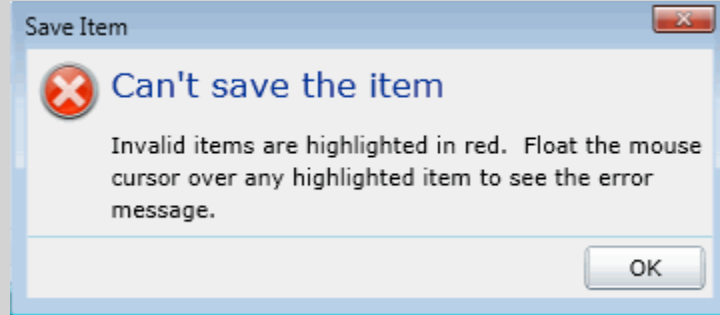 Save Item
Can't save the item
Invalid items are highlighted in red.  Float the mouse
cursor over any highlighted item to see the error
message.
OK